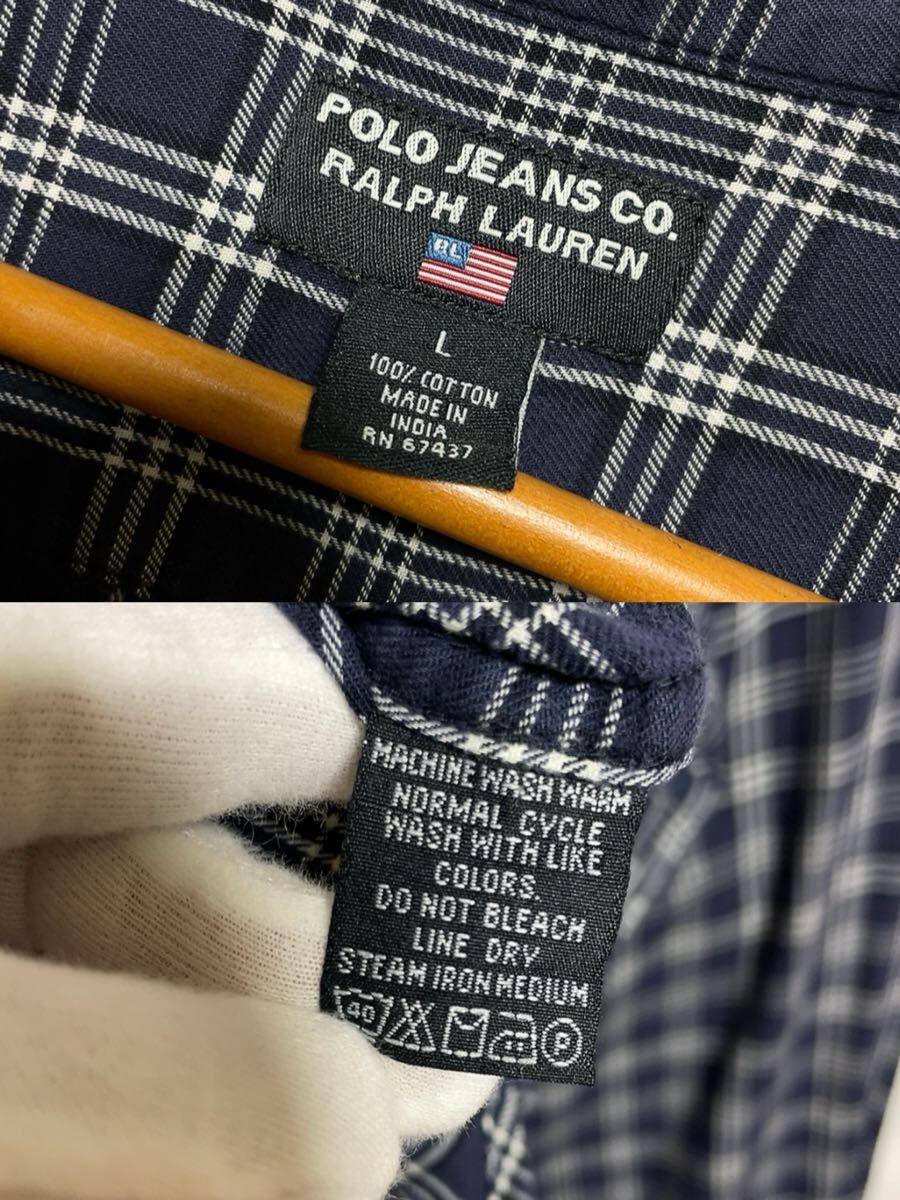 POLO JEANS CO.
RALPH LAUREN
RL
L
100% COTTON
MADE IN
INDIA
RN 67437
MACHINE WASH WARM
NORMAL CYCLE
WASH WITH LIKE
COLORS.
DO NOT BLEACH
LINE DRY
STEAM IRON MEDIUM
40 P